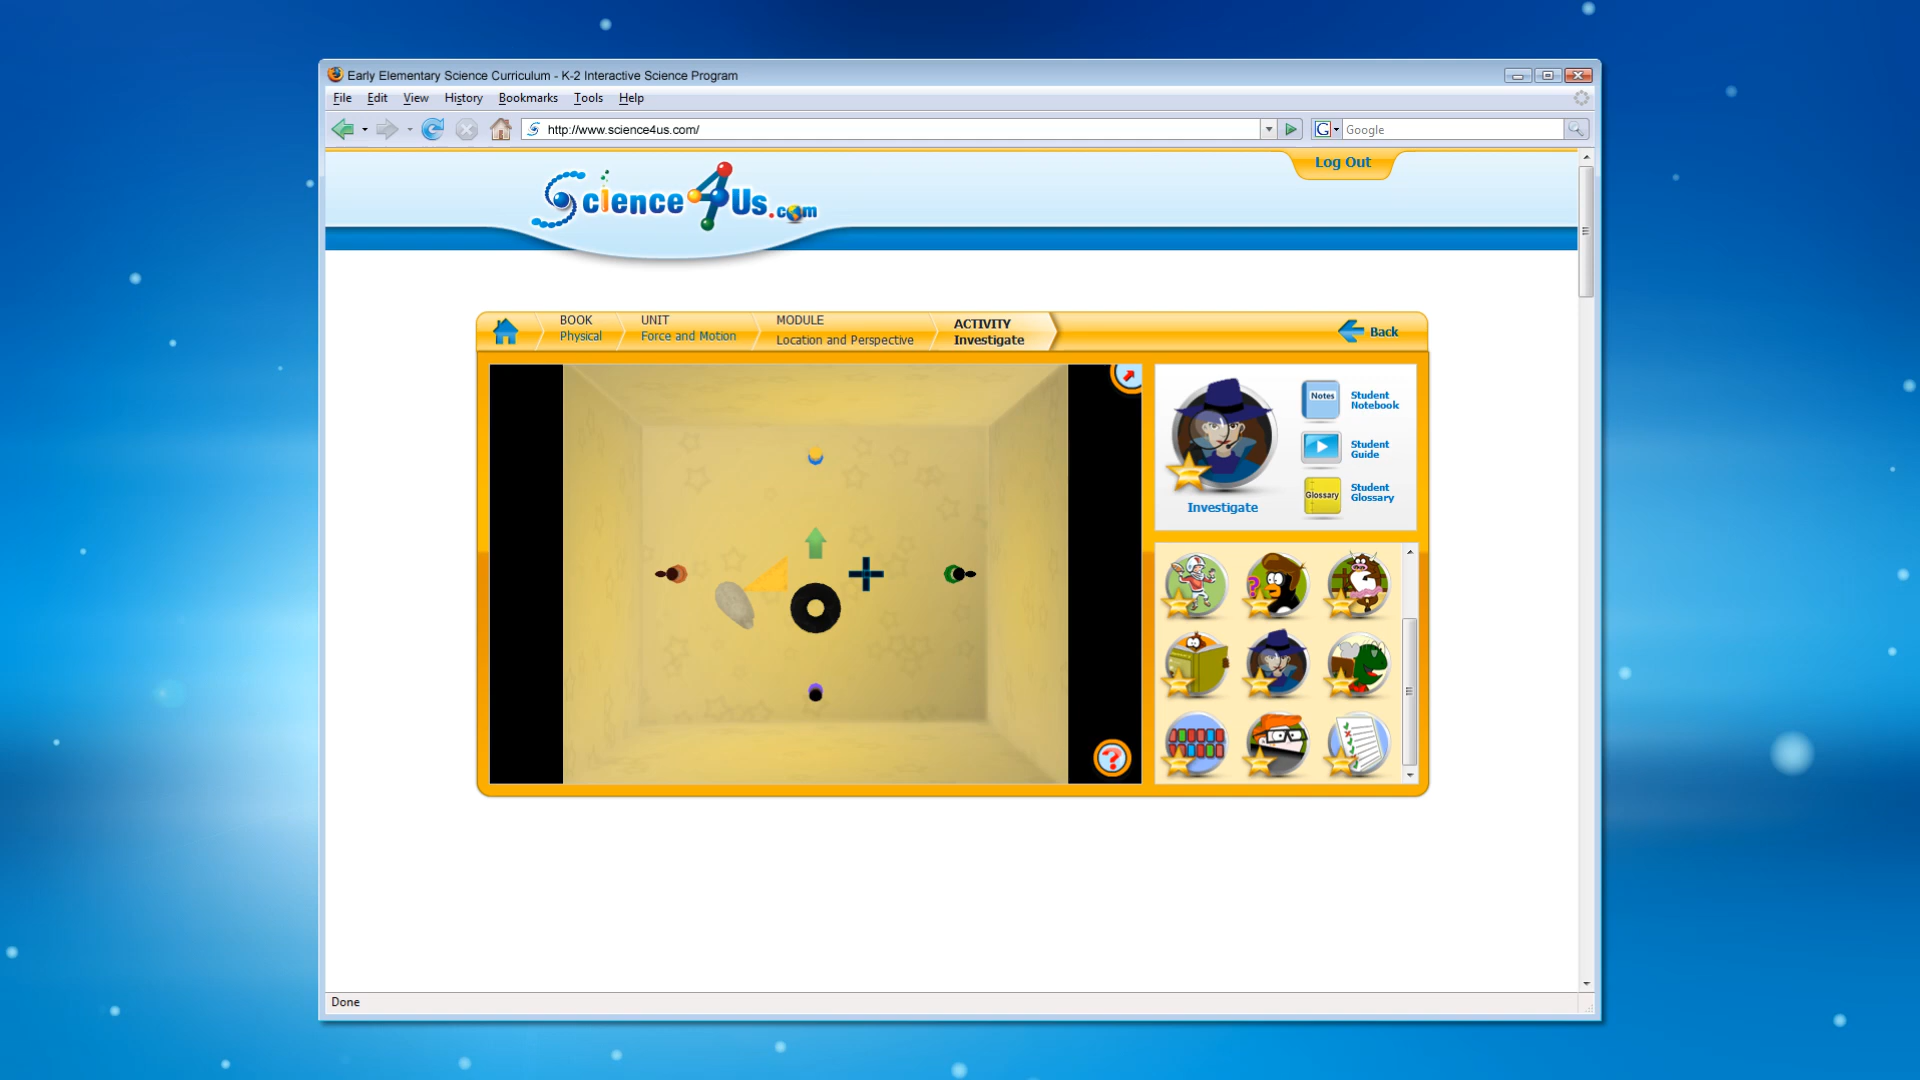 Early Elementary Science Curriculum - K-2 Interactive Science Program
File Edit View History Bookmarks Tools Help
http://www.science4us.com/
G Google
Log Out
Science4Us.com
BOOK
Physical
UNIT
Force and Motion
MODULE
Location and Perspective
ACTIVITY
Investigate
Back
Notes
Student
Notebook
Student
Guide
Glossary
Student
Glossary
Investigate
?
?
Done